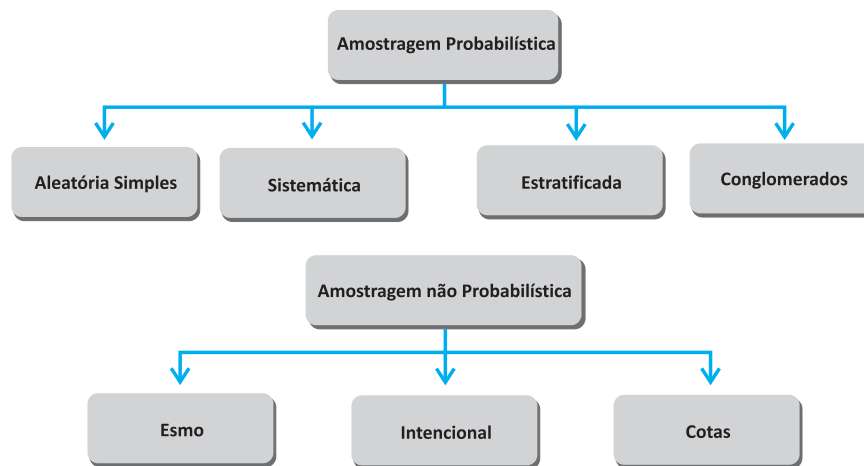 Amostragem Probabilística
Aleatória Simples
Sistemática
Estratificada
Conglomerados
Amostragem não Probabilística
Esmo
Intencional
Cotas